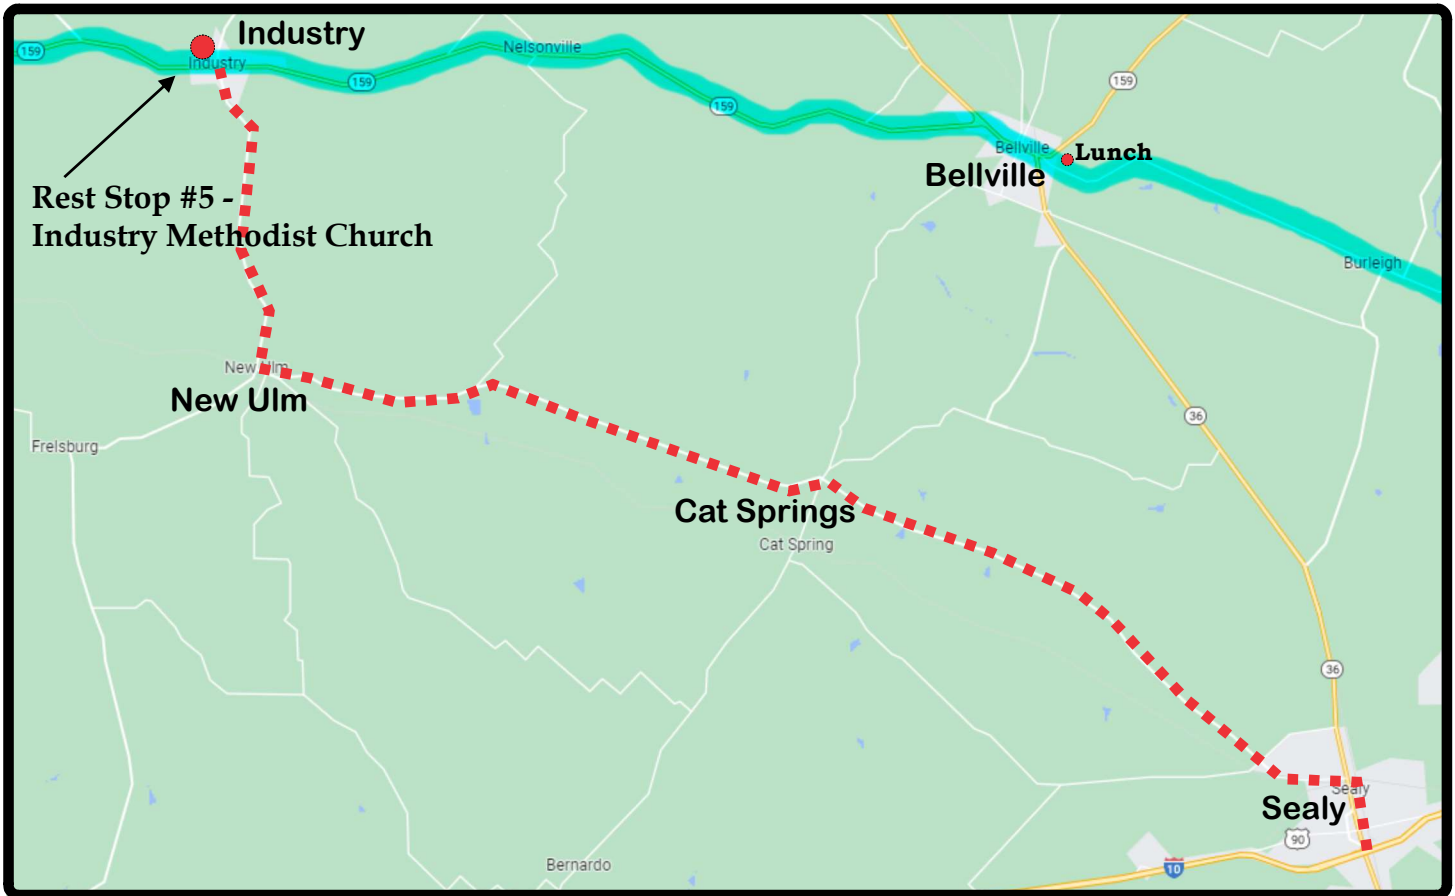 Industry
159
Industry
Nelsonville
159
159
159
Bellville
Lunch
Bellville
Rest Stop #5 -
Industry Methodist Church
Burleigh
New Ulm
New Ulm
36
Frelsburg
Cat Springs
Cat Spring
36
Sealy
Sealy
90
Bernardo
10